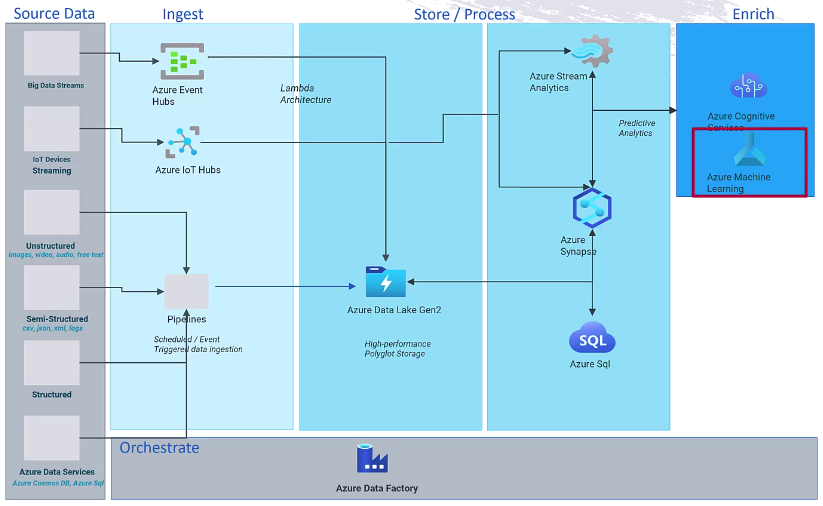 Source Data
Ingest
Store / Process
Enrich
Big Data Streams
IoT Devices
Streaming
Unstructured
images, video, audio, free text
Semi-Structured
csv, json, xml, logs
Structured
Azure Data Services
Azure Cosmos DB, Azure Sql
Azure Event
Hubs
Azure IoT Hubs
Pipelines
Scheduled / Event
Triggered data ingestion
Lambda
Architecture
Azure Data Lake Gen2
High-performance
Polyglot Storage
Azure Stream
Analytics
Predictive
Analytics
Azure
Synapse
SQL
Azure Sql
Azure Cognitive
Services
Azure Machine
Learning
Orchestrate
Azure Data Factory